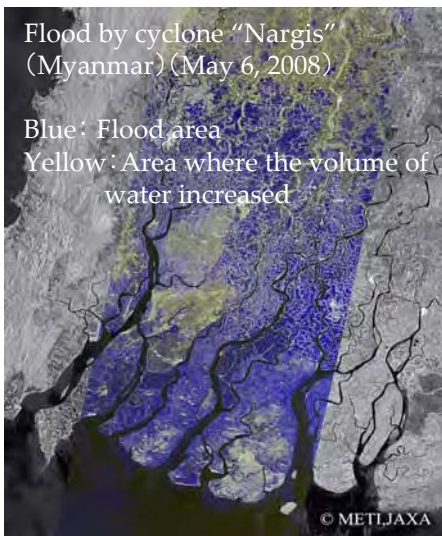 Flood by cyclone “Nargis”
（Myanmar）（May 6, 2008）
Blue： Flood area
Yellow：Area where the volume of
water increased
© METI,JAXA